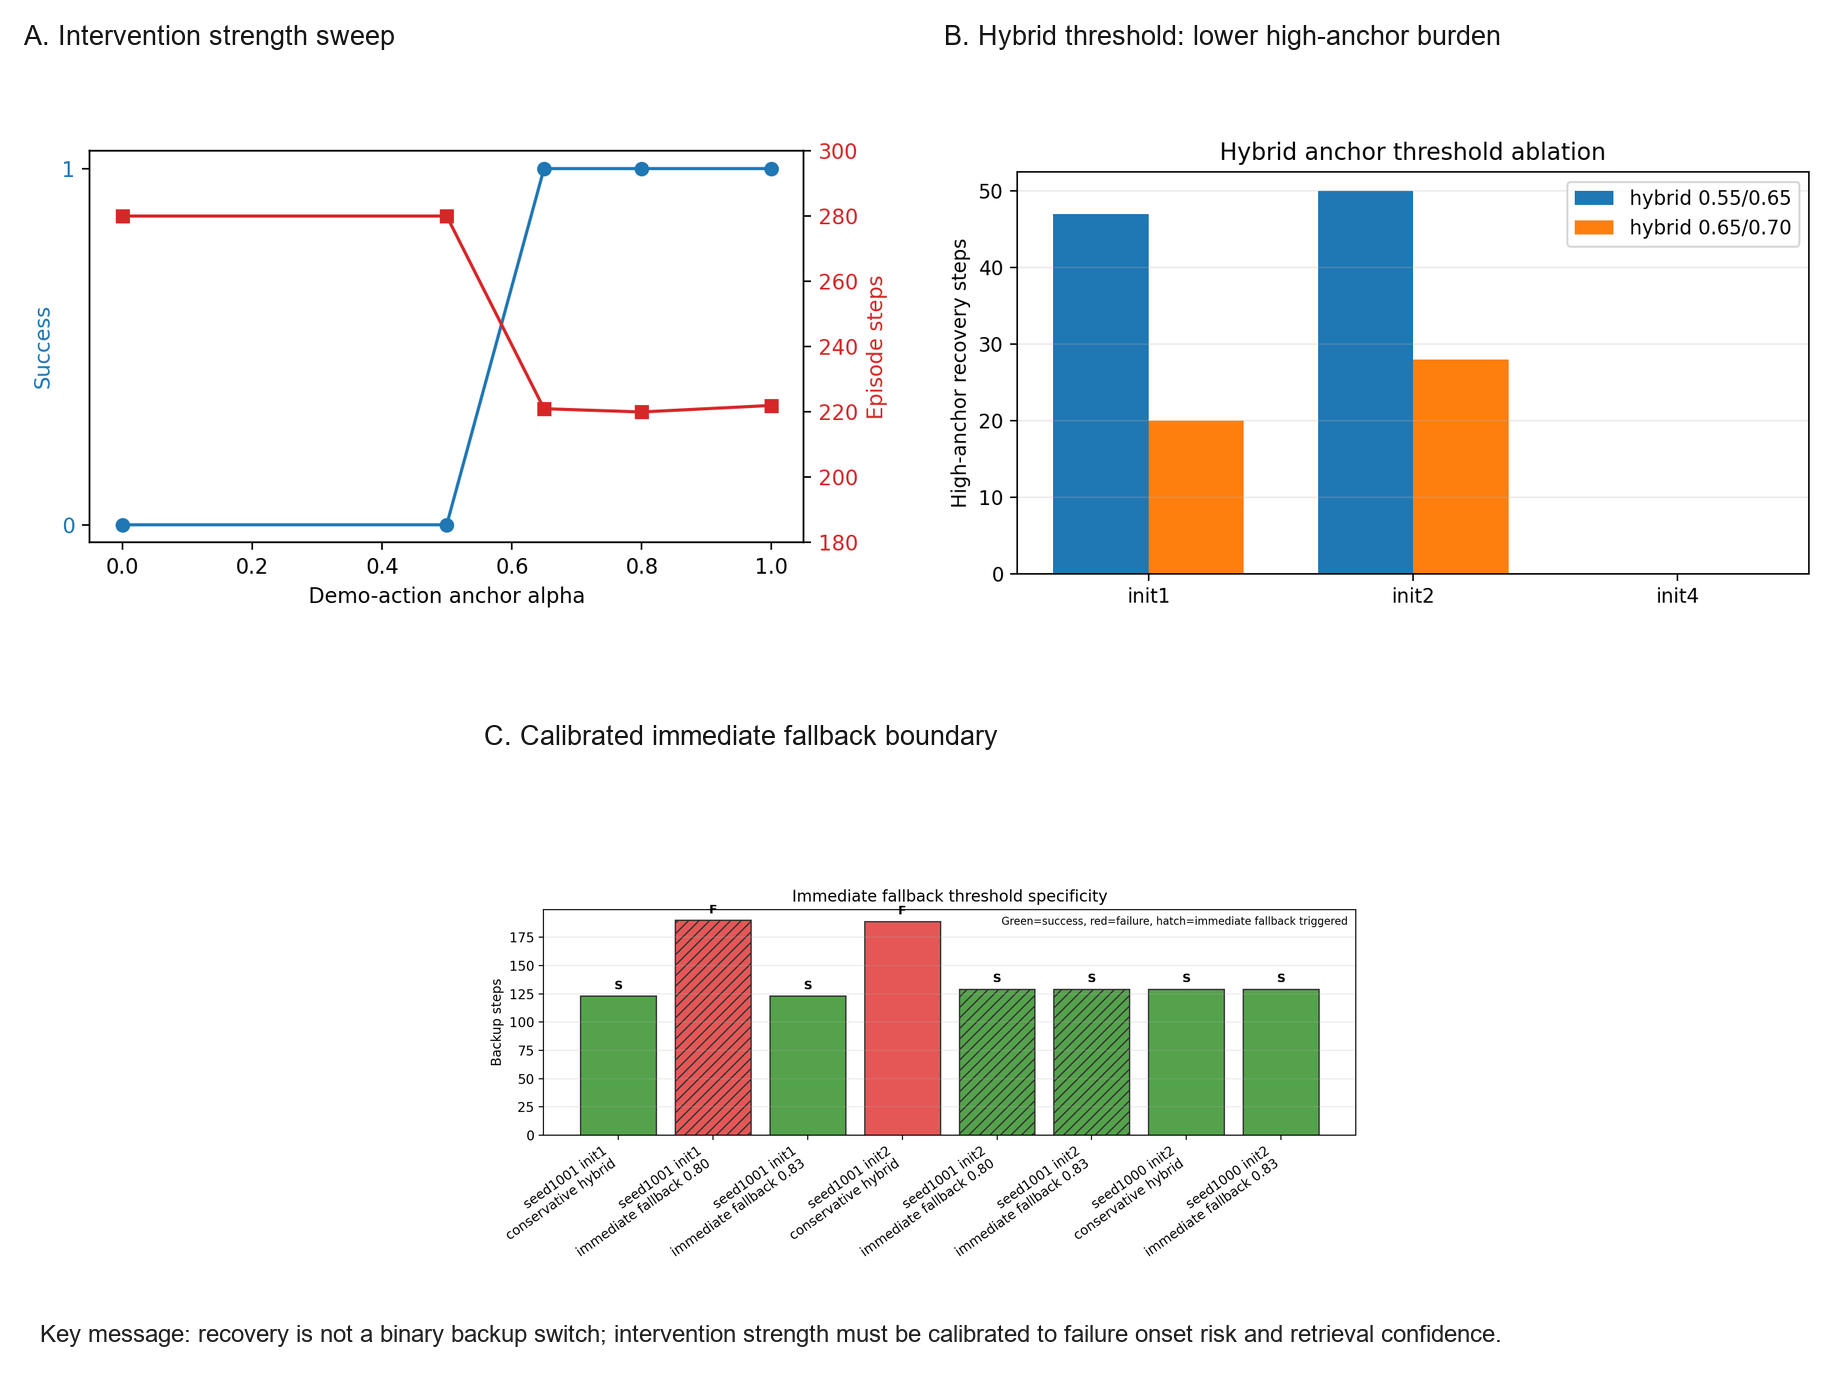 A. Intervention strength sweep
B. Hybrid threshold: lower high-anchor burden
1
0
Success
300
280
260
240
220
200
180
Episode steps
0.0 0.2 0.4 0.6 0.8 1.0
Demo-action anchor alpha
Hybrid anchor threshold ablation
50
40
30
20
10
0
High-anchor recovery steps
hybrid 0.55/0.65
hybrid 0.65/0.70
init1 init2 init4
C. Calibrated immediate fallback boundary
Immediate fallback threshold specificity
Green=success, red=failure, hatch=immediate fallback triggered
175
150
125
100
75
50
25
0
Backup steps
S F S F S S S S
seed1001 init1
conservative hybrid
seed1001 init1
immediate fallback 0.80
seed1001 init1
immediate fallback 0.83
seed1001 init2
conservative hybrid
seed1001 init2
immediate fallback 0.80
seed1001 init2
immediate fallback 0.83
seed1000 init2
conservative hybrid
seed1000 init2
immediate fallback 0.83
Key message: recovery is not a binary backup switch; intervention strength must be calibrated to failure onset risk and retrieval confidence.